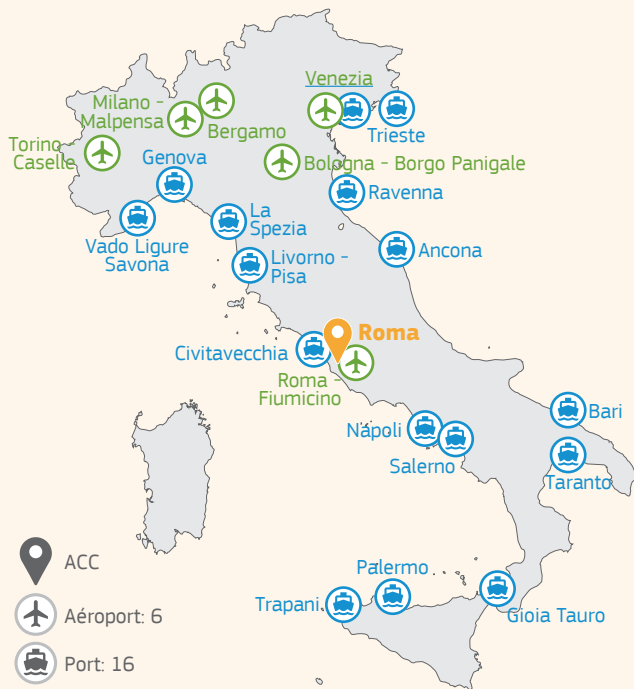 Venezia
Milano -
Malpensa
Bergamo
Trieste
Torino -
Caselle
Genova
Bologna - Borgo Panigale
Ravenna
La
Spezia
Vado Ligure
Savona
Livorno -
Pisa
Ancona
Roma
Civitavecchia
Roma -
Fiumicino
Bari
Napoli
Salerno
Taranto
ACC
Palermo
Trapani
Gioia Tauro
Aéroport: 6
Port: 16